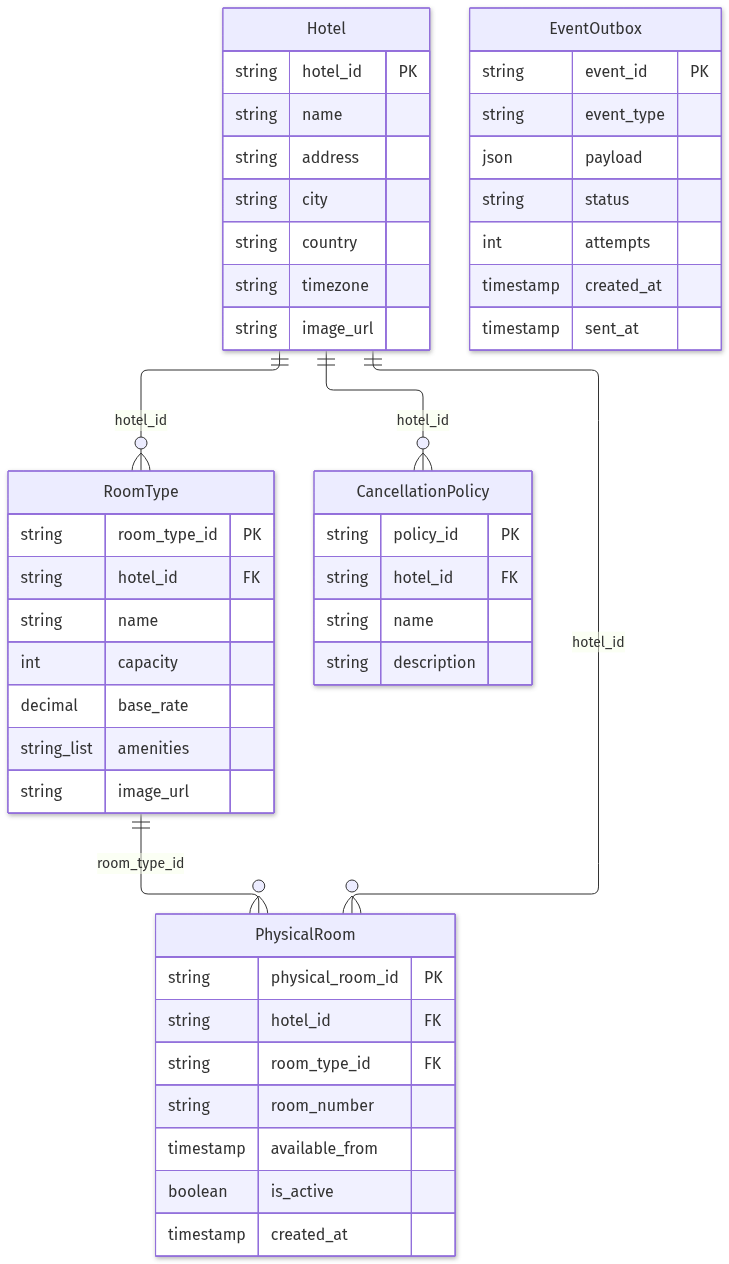 Hotel
string hotel_id PK
string name
string address
string city
string country
string timezone
string image_url
EventOutbox
string event_id PK
string event_type
json payload
string status
int attempts
timestamp created_at
timestamp sent_at
hotel_id
hotel_id
hotel_id
RoomType
string room_type_id PK
string hotel_id FK
string name
int capacity
decimal base_rate
string_list amenities
string image_url
CancellationPolicy
string policy_id PK
string hotel_id FK
string name
string description
room_type_id
PhysicalRoom
string physical_room_id PK
string hotel_id FK
string room_type_id FK
string room_number
timestamp available_from
boolean is_active
timestamp created_at